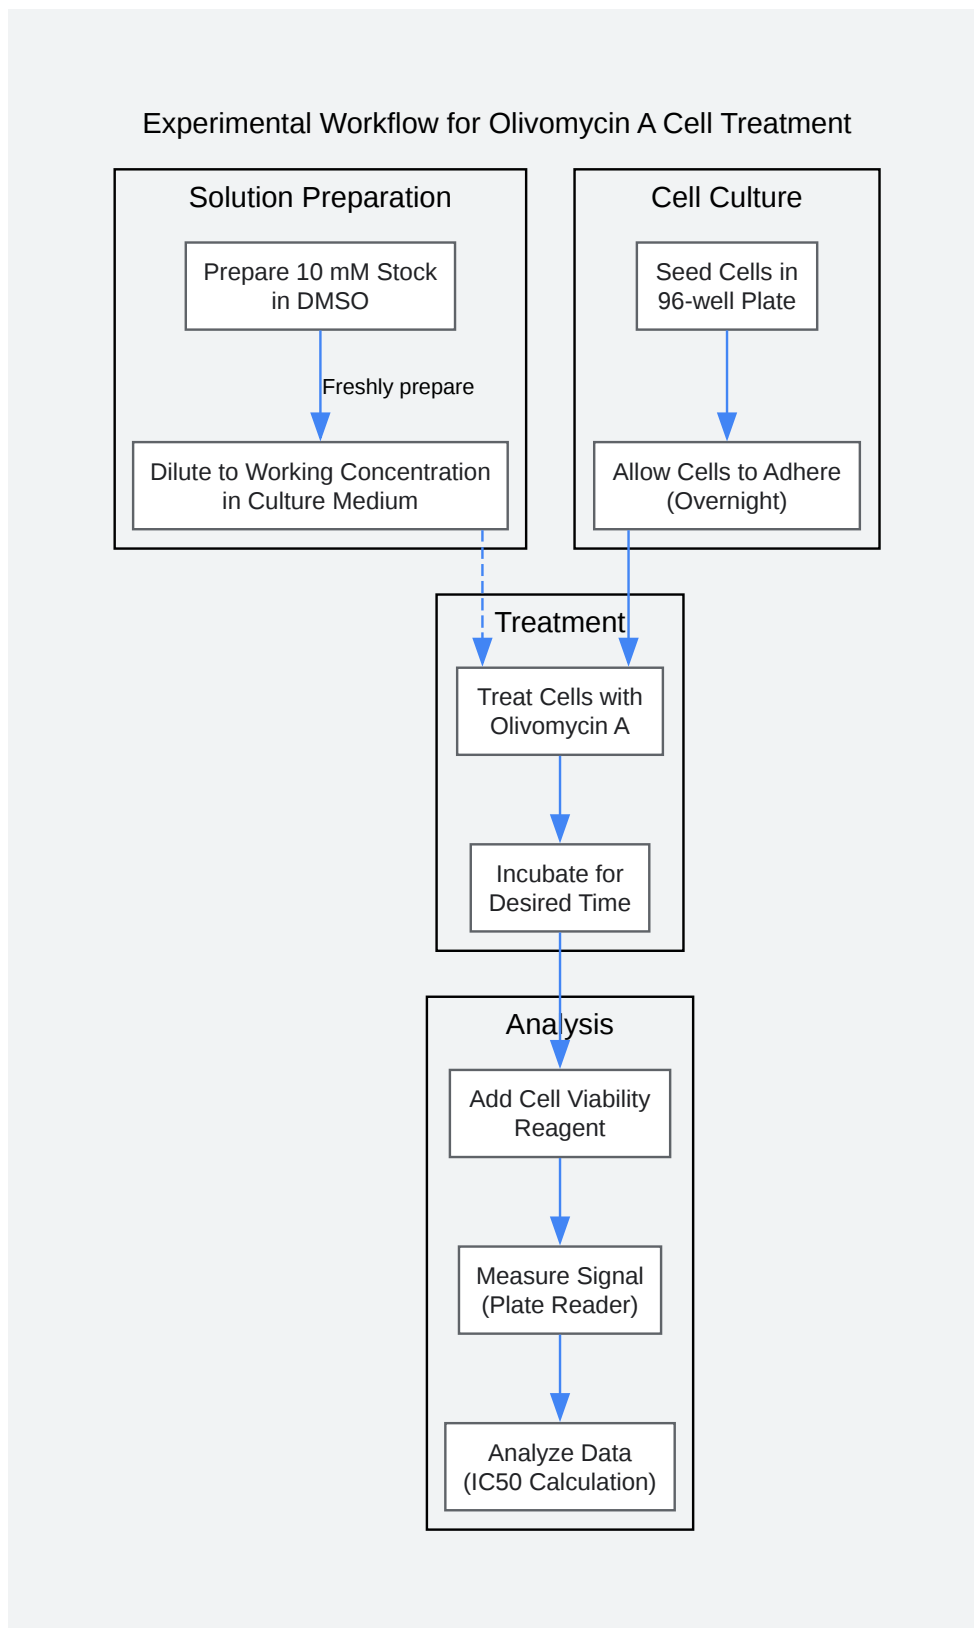 Experimental Workflow for Olivomycin A Cell Treatment
Solution Preparation
Prepare 10 mM Stock
in DMSO
Freshly prepare
Dilute to Working Concentration
in Culture Medium
Cell Culture
Seed Cells in
96-well Plate
Allow Cells to Adhere
(Overnight)
Treatment
Treat Cells with
Olivomycin A
Incubate for
Desired Time
Analysis
Add Cell Viability
Reagent
Measure Signal
(Plate Reader)
Analyze Data
(IC50 Calculation)